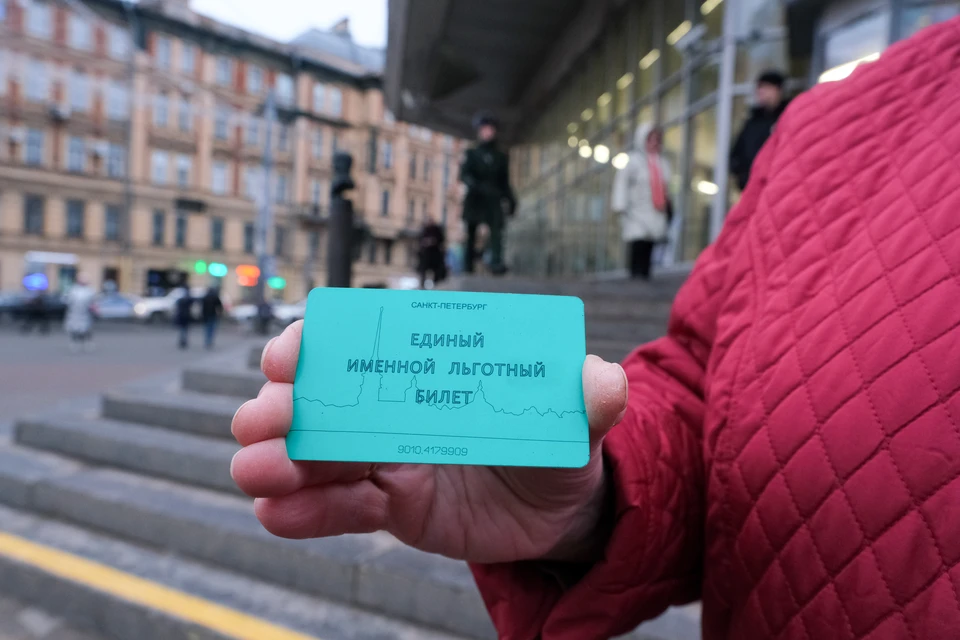 САНКТ-ПЕТЕРБУРГ
ЕДИНЫЙ
ИМЕННОЙ ЛЬГОТНЫЙ
БИЛЕТ
9010.4179909